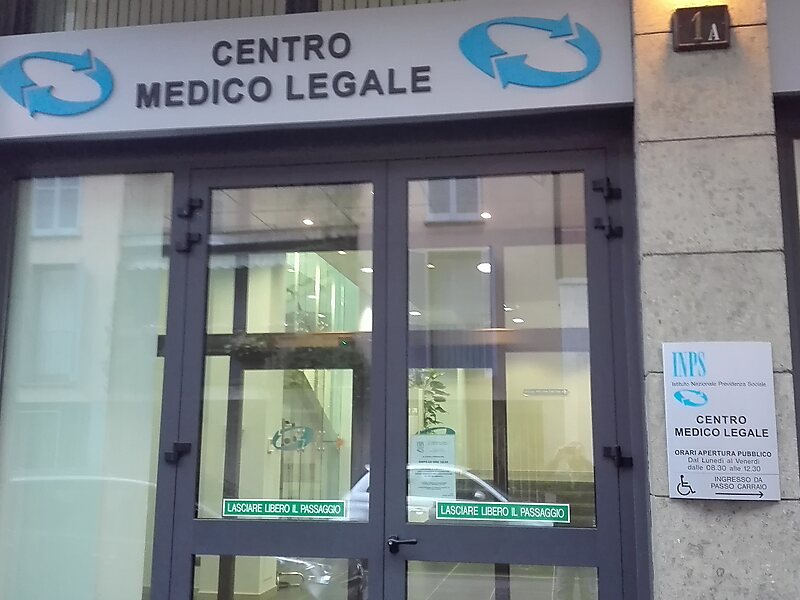 CENTRO
MEDICO LEGALE
1A
INPS
Istituto Nazionale Previdenza Sociale
CENTRO
MEDICO LEGALE
ORARI APERTURA PUBBLICO
Dal Lunedì al Venerdì
dalle 08.30 alle 12.30
INGRESSO DA
PASSO CARRAIO
LASCIARE LIBERO IL PASSAGGIO
LASCIARE LIBERO IL PASSAGGIO